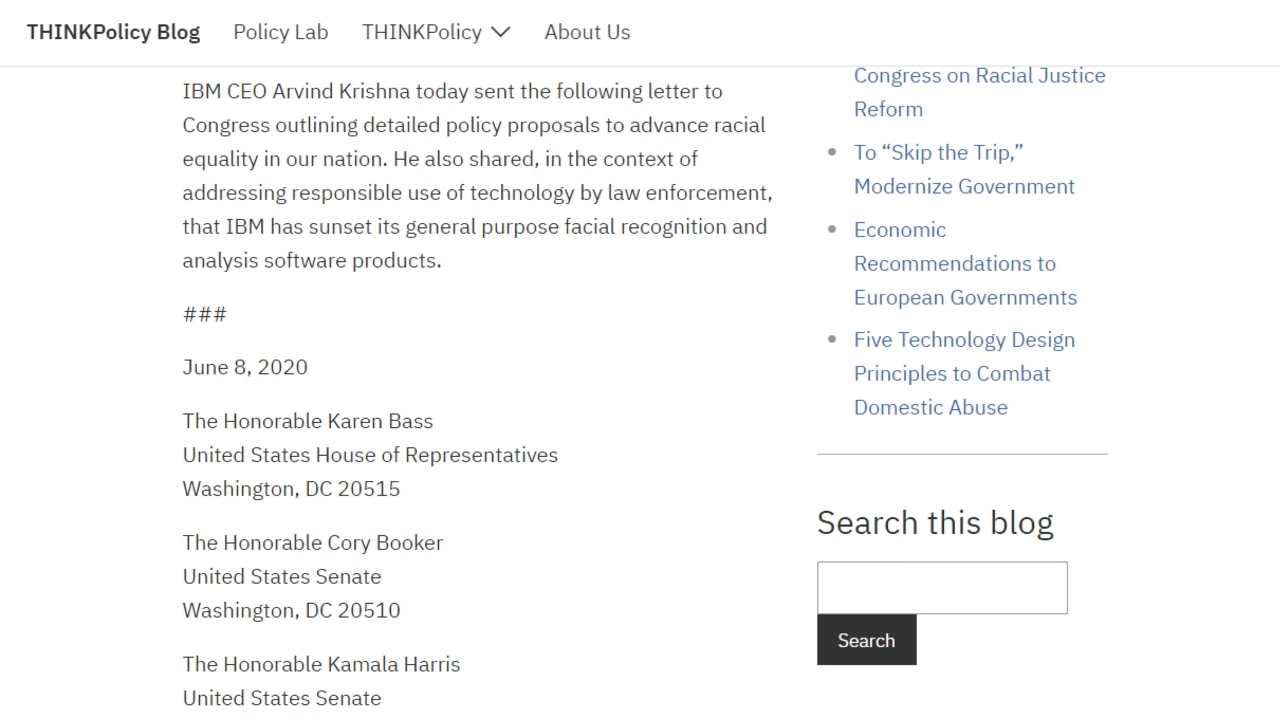 THINKPolicy Blog Policy Lab THINKPolicy About Us
IBM CEO Arvind Krishna today sent the following letter to
Congress outlining detailed policy proposals to advance racial
equality in our nation. He also shared, in the context of
addressing responsible use of technology by law enforcement,
that IBM has sunset its general purpose facial recognition and
analysis software products.
###
June 8, 2020
The Honorable Karen Bass
United States House of Representatives
Washington, DC 20515
The Honorable Cory Booker
United States Senate
Washington, DC 20510
The Honorable Kamala Harris
United States Senate
Congress on Racial Justice
Reform
To “Skip the Trip,”
Modernize Government
Economic
Recommendations to
European Governments
Five Technology Design
Principles to Combat
Domestic Abuse
Search this blog
Search